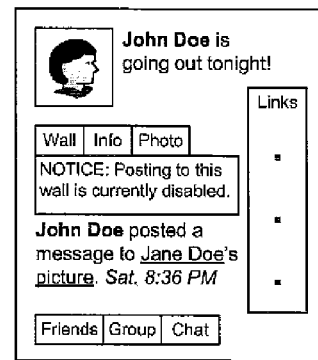 John Doe is
going out tonight!
Links
Wall Info Photo
NOTICE: Posting to this
wall is currently disabled.
John Doe posted a
message to Jane Doe's
picture. Sat, 8:36 PM
Friends Group Chat